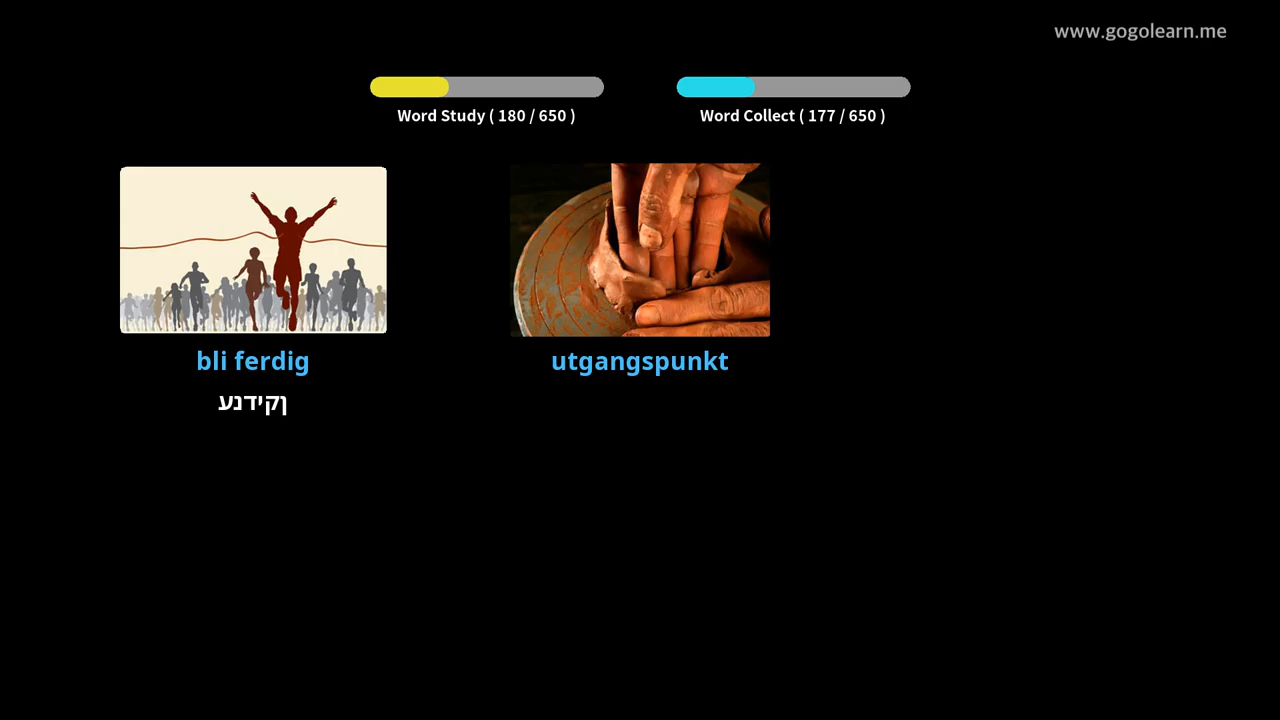 www.gogolearn.me
Word Study ( 180 / 650 )
Word Collect ( 177 / 650 )
bli ferdig
ןקידנע
utgangspunkt